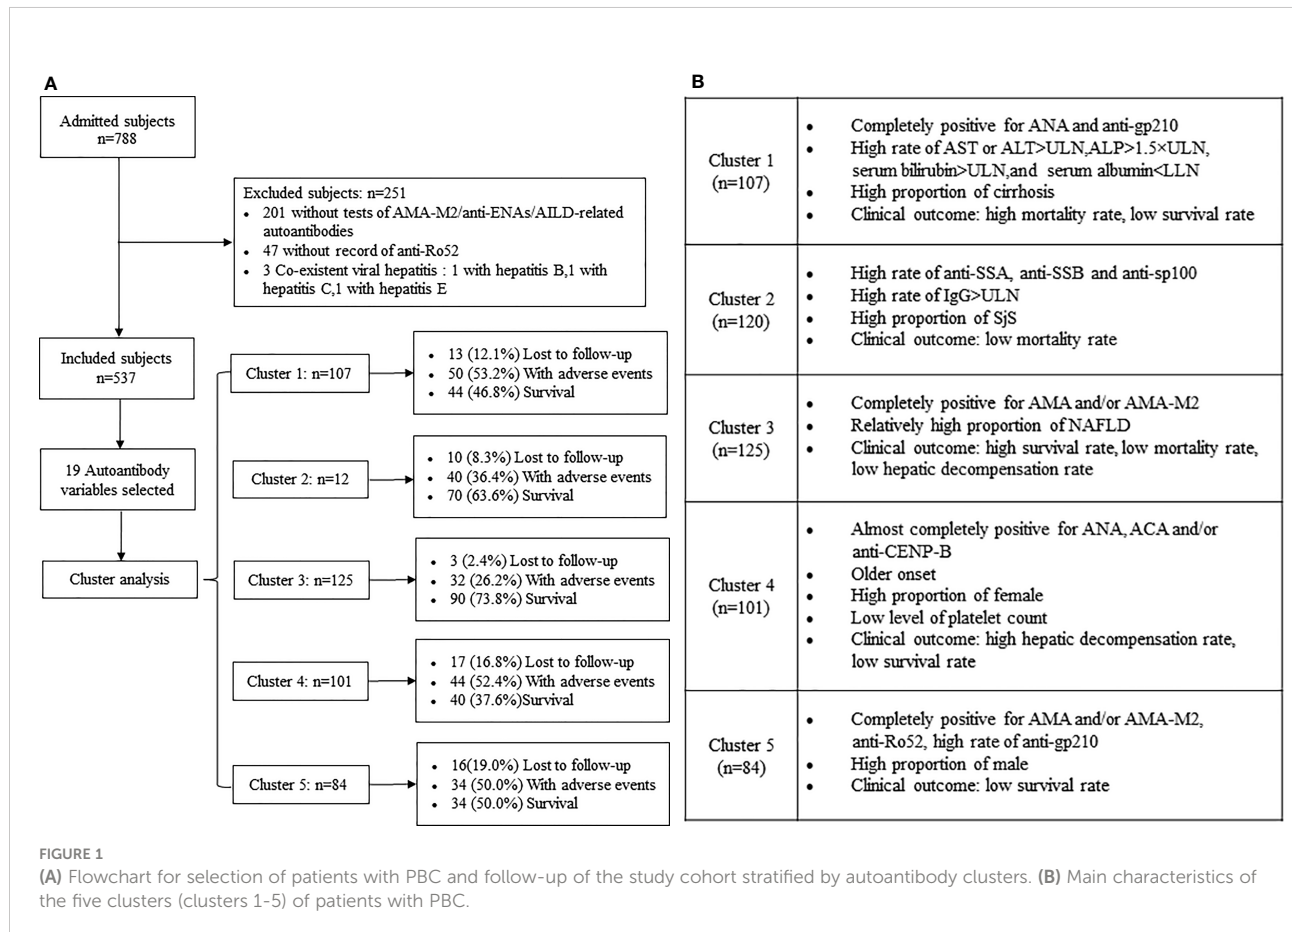 A
Admitted subjects
n=788
Excluded subjects: n=251
• 201 without tests of AMA-M2/anti-ENAs/AILD-related
autoantibodies
• 47 without record of anti-Ro52
• 3 Co-existent viral hepatitis : 1 with hepatitis B,1 with
hepatitis C,1 with hepatitis E
Included subjects
n=537
19 Autoantibody
variables selected
Cluster analysis
Cluster 1: n=107
• 13 (12.1%) Lost to follow-up
• 50 (53.2%) With adverse events
• 44 (46.8%) Survival
Cluster 2: n=12
• 10 (8.3%) Lost to follow-up
• 40 (36.4%) With adverse events
• 70 (63.6%) Survival
Cluster 3: n=125
• 3 (2.4%) Lost to follow-up
• 32 (26.2%) With adverse events
• 90 (73.8%) Survival
Cluster 4: n=101
• 17 (16.8%) Lost to follow-up
• 44 (52.4%) With adverse events
• 40 (37.6%)Survival
Cluster 5: n=84
• 16(19.0%) Lost to follow-up
• 34 (50.0%) With adverse events
• 34 (50.0%) Survival
B
Cluster 1
(n=107)
• Completely positive for ANA and anti-gp210
• High rate of AST or ALT>ULN,ALP>1.5×ULN,
serum bilirubin>ULN,and serum albumin<LLN
• High proportion of cirrhosis
• Clinical outcome: high mortality rate, low survival rate
Cluster 2
(n=120)
• High rate of anti-SSA, anti-SSB and anti-sp100
• High rate of IgG>ULN
• High proportion of SjS
• Clinical outcome: low mortality rate
Cluster 3
(n=125)
• Completely positive for AMA and/or AMA-M2
• Relatively high proportion of NAFLD
• Clinical outcome: high survival rate, low mortality rate,
low hepatic decompensation rate
Cluster 4
(n=101)
• Almost completely positive for ANA, ACA and/or
anti-CENP-B
• Older onset
• High proportion of female
• Low level of platelet count
• Clinical outcome: high hepatic decompensation rate,
low survival rate
Cluster 5
(n=84)
• Completely positive for AMA and/or AMA-M2,
anti-Ro52, high rate of anti-gp210
• High proportion of male
• Clinical outcome: low survival rate
FIGURE 1
(A) Flowchart for selection of patients with PBC and follow-up of the study cohort stratified by autoantibody clusters. (B) Main characteristics of
the five clusters (clusters 1-5) of patients with PBC.